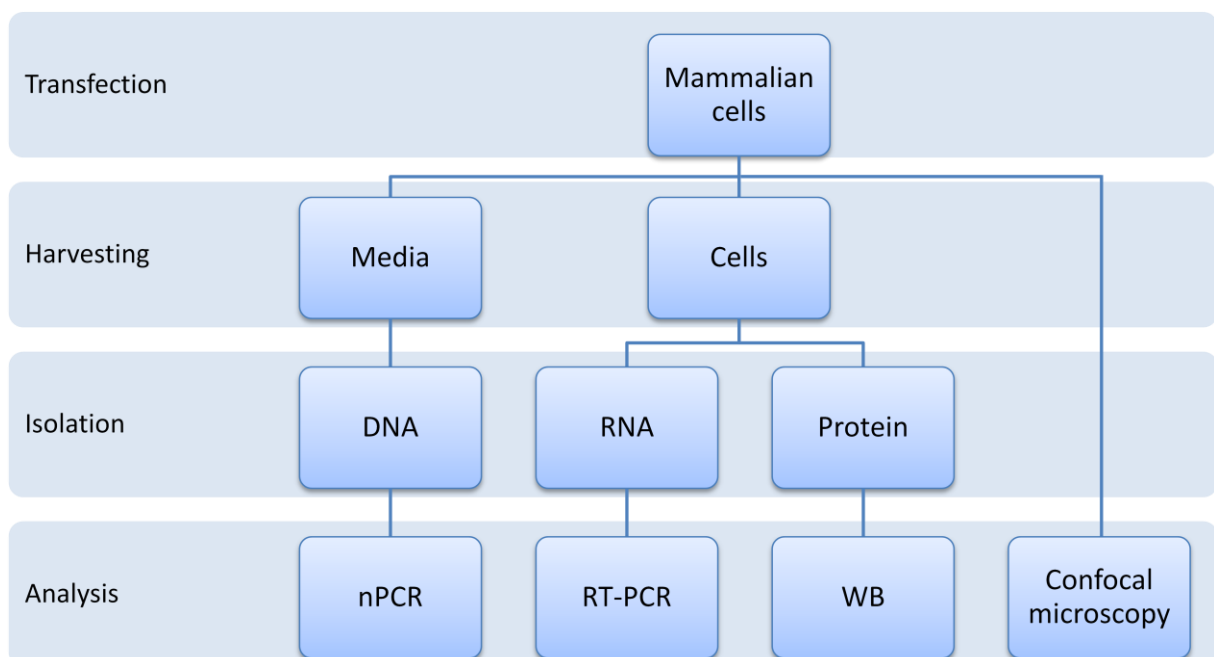 Transfection
Mammalian
cells
Harvesting
Media
Cells
Isolation
DNA
RNA
Protein
Analysis
nPCR
RT-PCR
WB
Confocal
microscopy